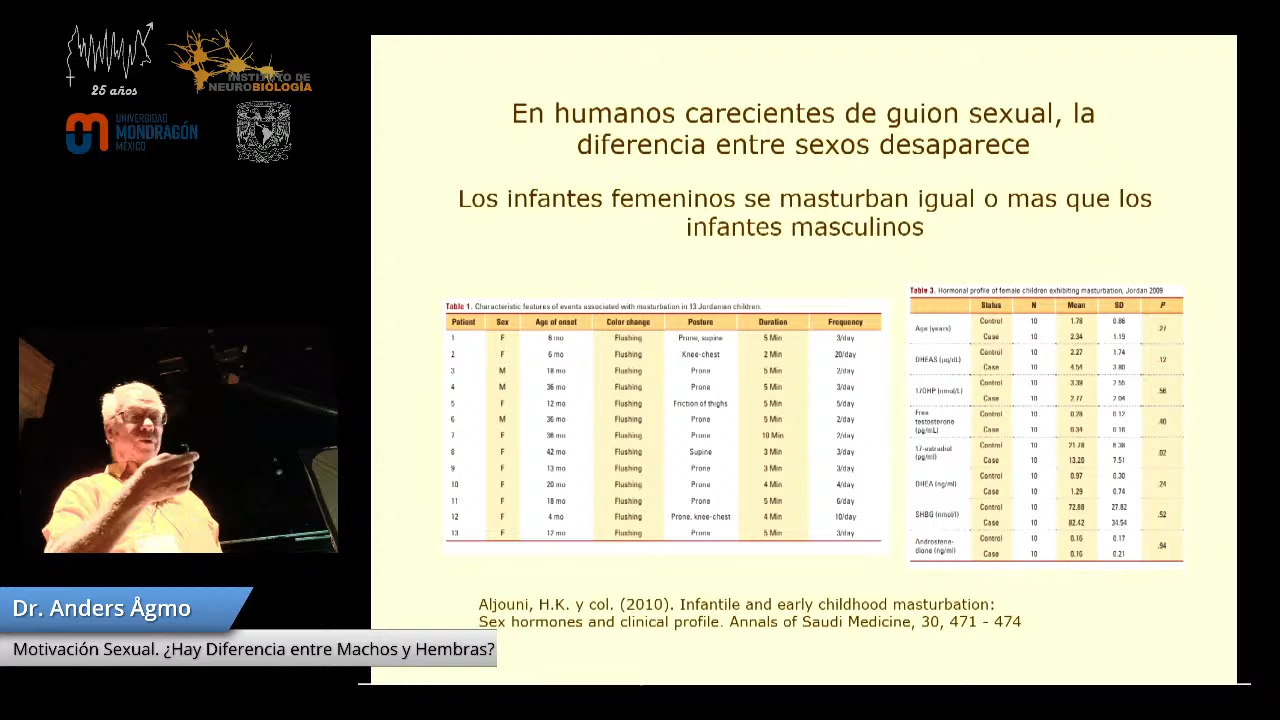 25 años
INSTITUTO DE
NEUROBIOLOGÍA
UNIVERSIDAD
MONDRAGÓN
MÉXICO
En humanos carecientes de guion sexual, la
diferencia entre sexos desaparece
Los infantes femeninos se masturban igual o mas que los
infantes masculinos
Table 1. Characteristic features of events associated with masturbation in 13 Jordanian children.
Patient Sex Age of onset Color change Posture Duration Frequency
1 F 6 mo Flushing Prone, supine 5 Min 3/day
2 F 6 mo Flushing Knee-chest 2 Min 20/day
3 M 18 mo Flushing Prone 5 Min 2/day
4 M 36 mo Flushing Prone 5 Min 3/day
5 F 12 mo Flushing Friction of thighs 5 Min 5/day
6 M 36 mo Flushing Prone 5 Min 2/day
7 F 36 mo Flushing Prone 10 Min 2/day
8 F 42 mo Flushing Supine 3 Min 3/day
9 F 13 mo Flushing Prone 3 Min 3/day
10 F 20 mo Flushing Prone 4 Min 4/day
11 F 18 mo Flushing Prone 5 Min 6/day
12 F 4 mo Flushing Prone, knee-chest 4 Min 10/day
13 F 12 mo Flushing Prone 5 Min 3/day
Table 3. Hormonal profile of female children exhibiting masturbation, Jordan 2009
Status N Mean SD P
Age (years) Control 10 1.78 0.86 .27
Case 10 2.34 1.19
DHEAS (µg/dL) Control 10 2.27 1.74 .12
Case 10 4.54 3.80
17OHP (nmol/L) Control 10 3.39 2.55 .56
Case 10 2.77 2.04
Free testosterone (pg/mL) Control 10 0.28 0.12 .40
Case 10 0.34 0.16
17-estradiol (pg/ml) Control 10 21.78 6.38 .02
Case 10 13.20 7.51
DHEA (ng/ml) Control 10 0.97 0.30 .24
Case 10 1.29 0.74
SHBG (nmol/l) Control 10 72.88 27.82 .52
Case 10 82.42 34.54
Androstene-dione (ng/ml) Control 10 0.16 0.17 .94
Case 10 0.16 0.21
Aljouni, H.K. y col. (2010). Infantile and early childhood masturbation:
Sex hormones and clinical profile. Annals of Saudi Medicine, 30, 471 - 474
Dr. Anders Ågmo
Motivación Sexual. ¿Hay Diferencia entre Machos y Hembras?